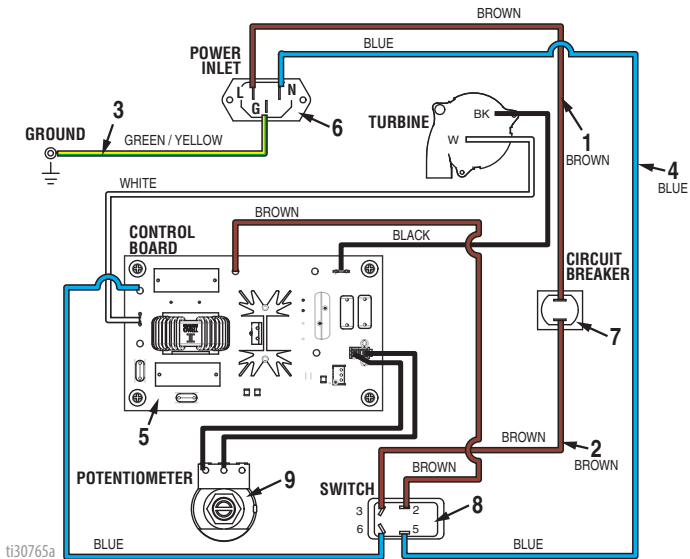 BROWN
BLUE
POWER
INLET
L
N
G
6
3
GROUND
GREEN / YELLOW
TURBINE
BK
W
1
BROWN
4
BLUE
WHITE
BROWN
CONTROL
BOARD
BLACK
CIRCUIT
BREAKER
7
5
BROWN
2
BROWN
BROWN
POTENTIOMETER
9
SWITCH
3
2
8
6
5
BLUE
BLUE
ti30765a